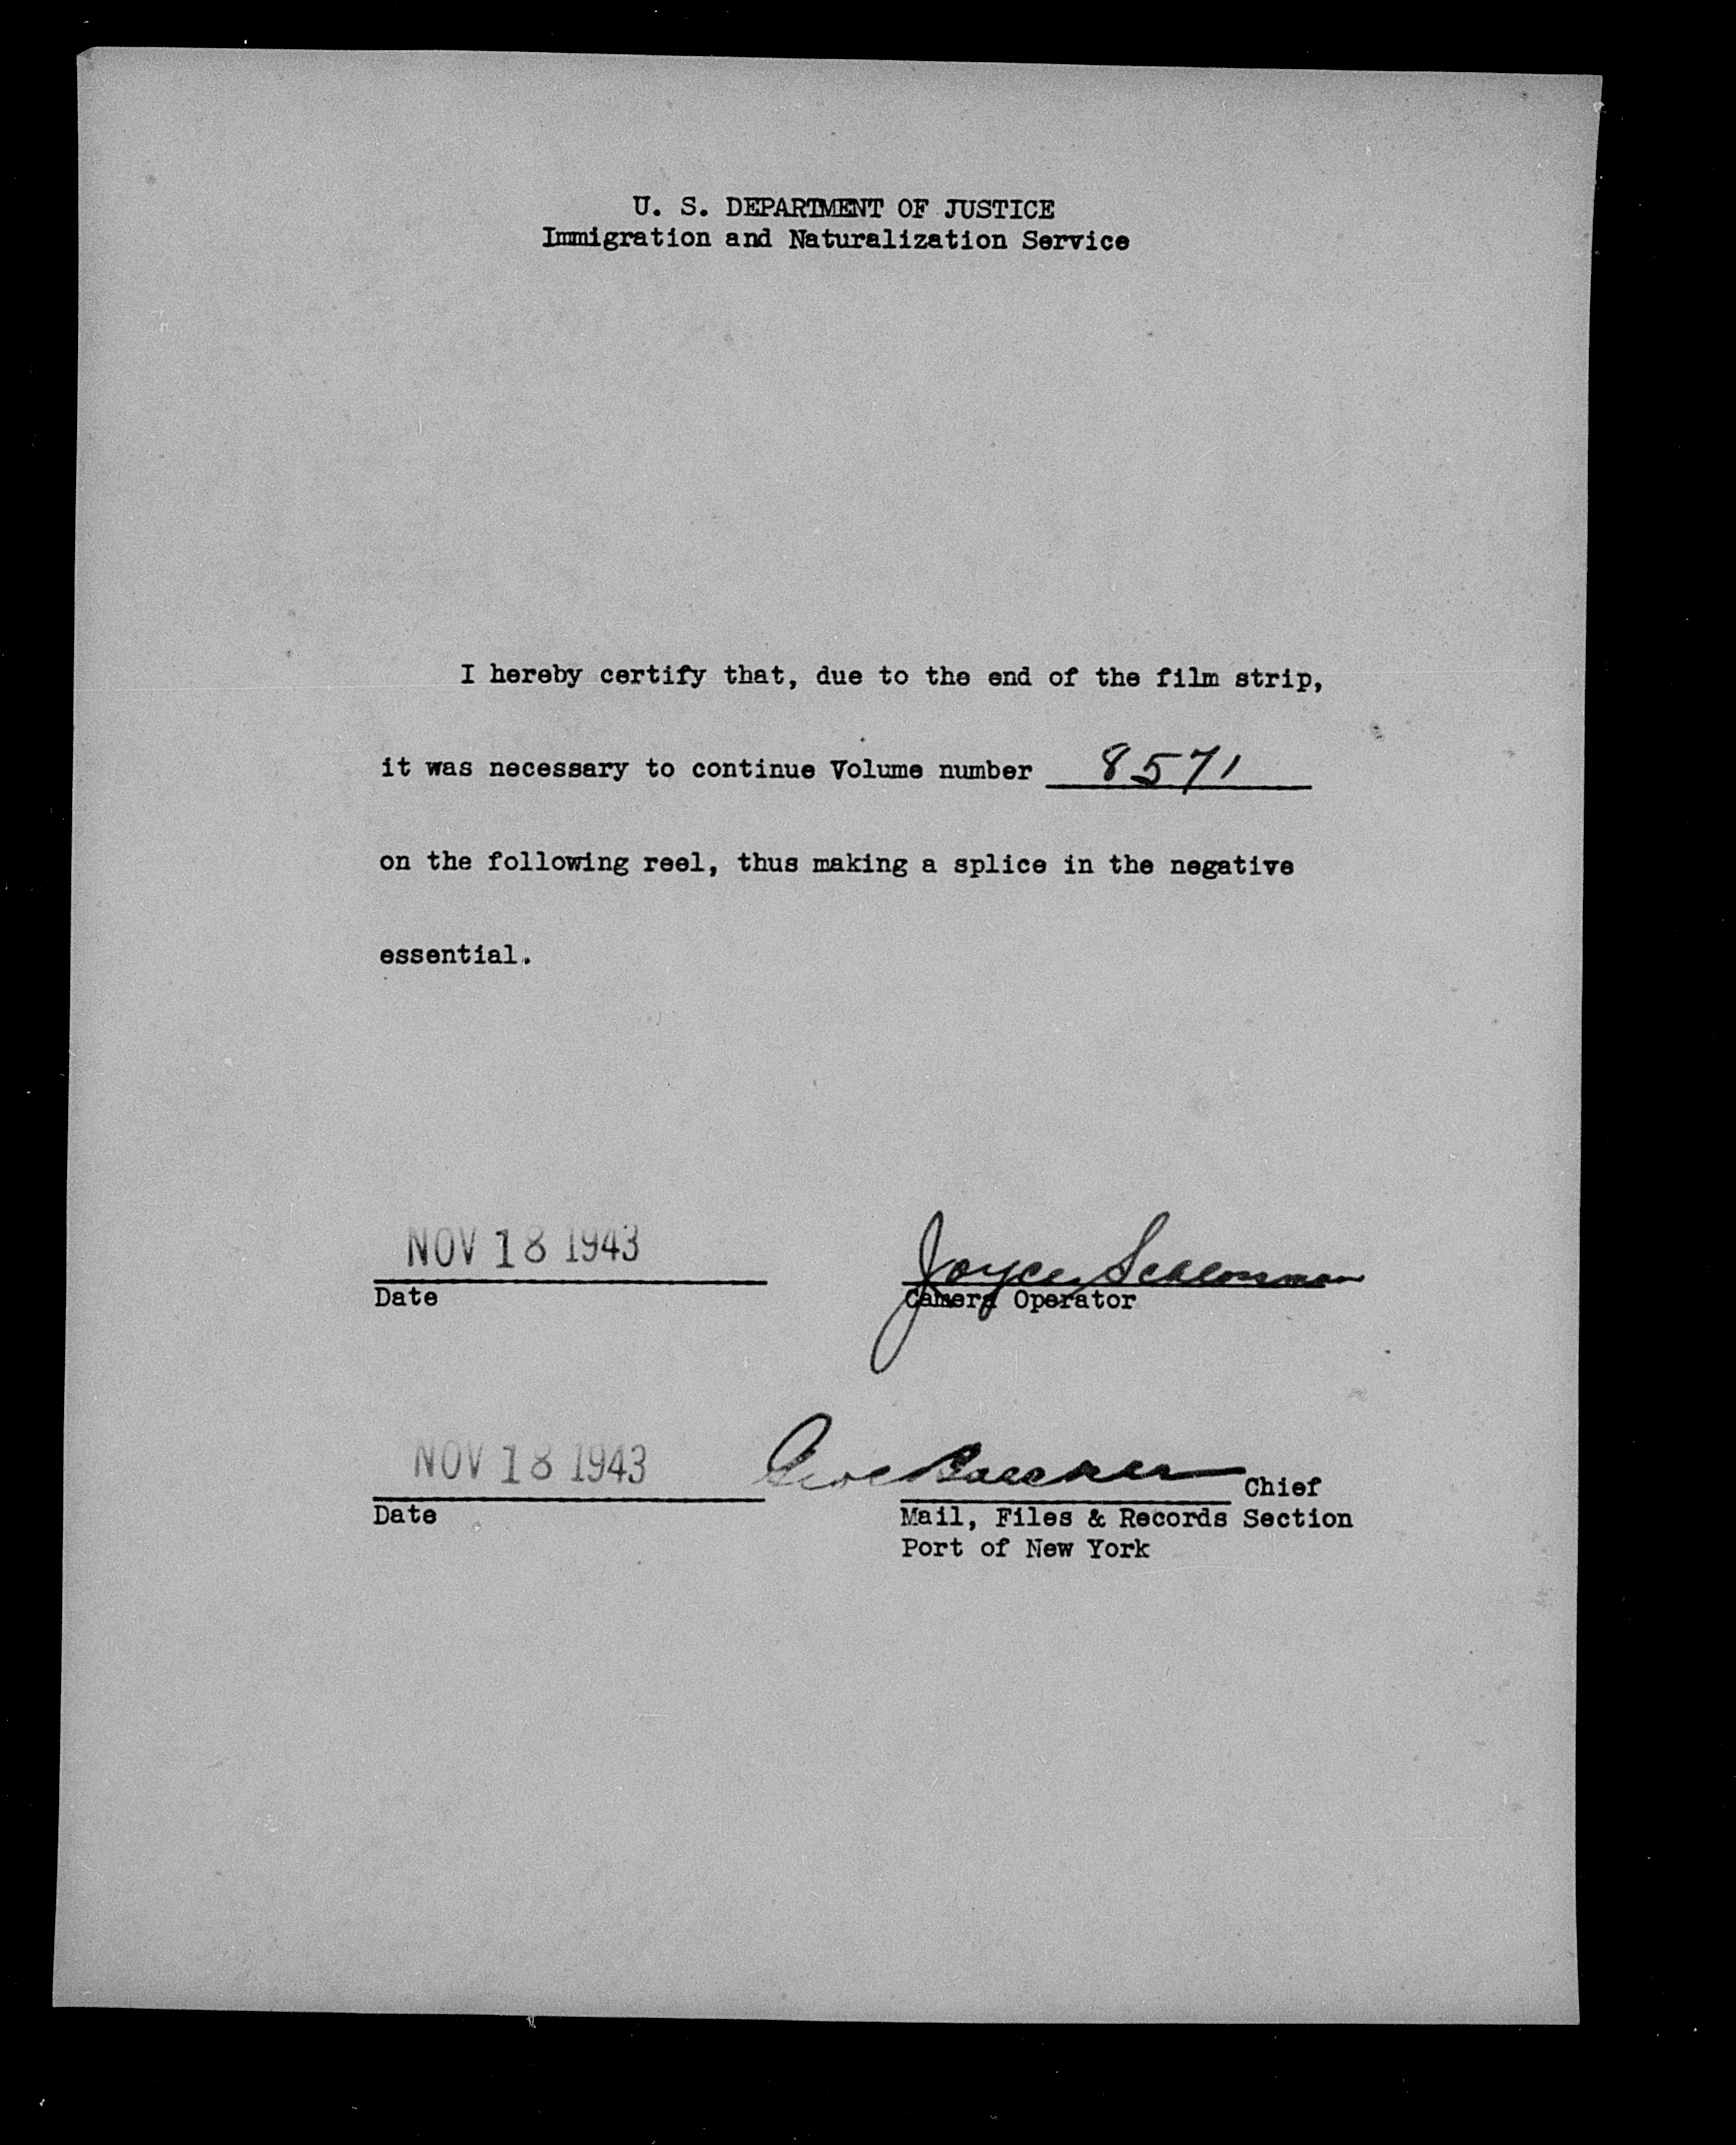 U. S. DEPARTMENT OF JUSTICE
Immigration and Naturalization Service
I hereby certify that, due to the end of the film strip,
it was necessary to continue Volume number 8571
on the following reel, thus making a splice in the negative
essential.
NOV 18 1943
Joyce Schlossman
Date
Camera Operator
NOV 18 1943
Chief
Date
Mail, Files & Records Section
Port of New York